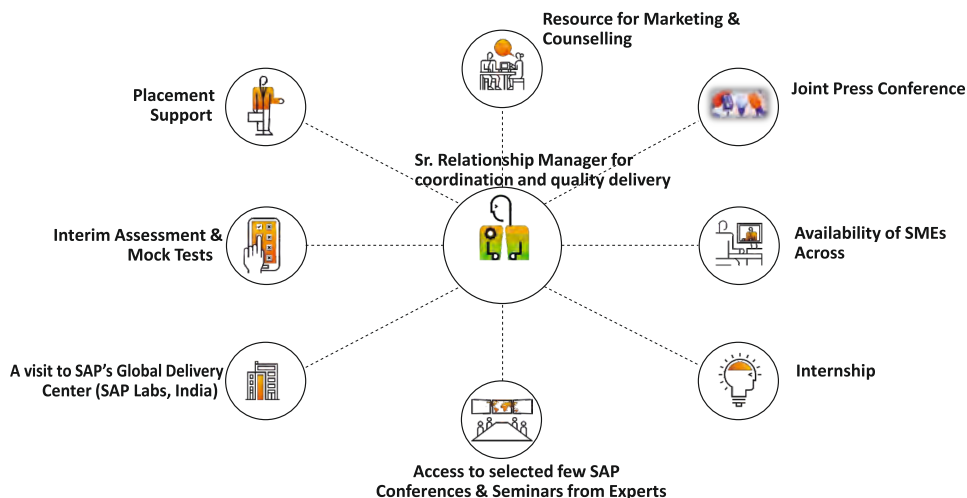 Resource for Marketing &
Counselling
Placement
Support
Joint Press Conference
Sr. Relationship Manager for
coordination and quality delivery
Interim Assessment &
Mock Tests
Availability of SMEs
Across
A visit to SAP’s Global Delivery
Center (SAP Labs, India)
Internship
Access to selected few SAP
Conferences & Seminars from Experts